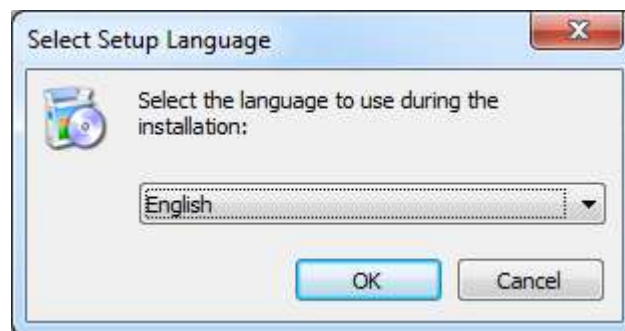 Select Setup Language
Select the language to use during the
installation:
English
OK
Cancel